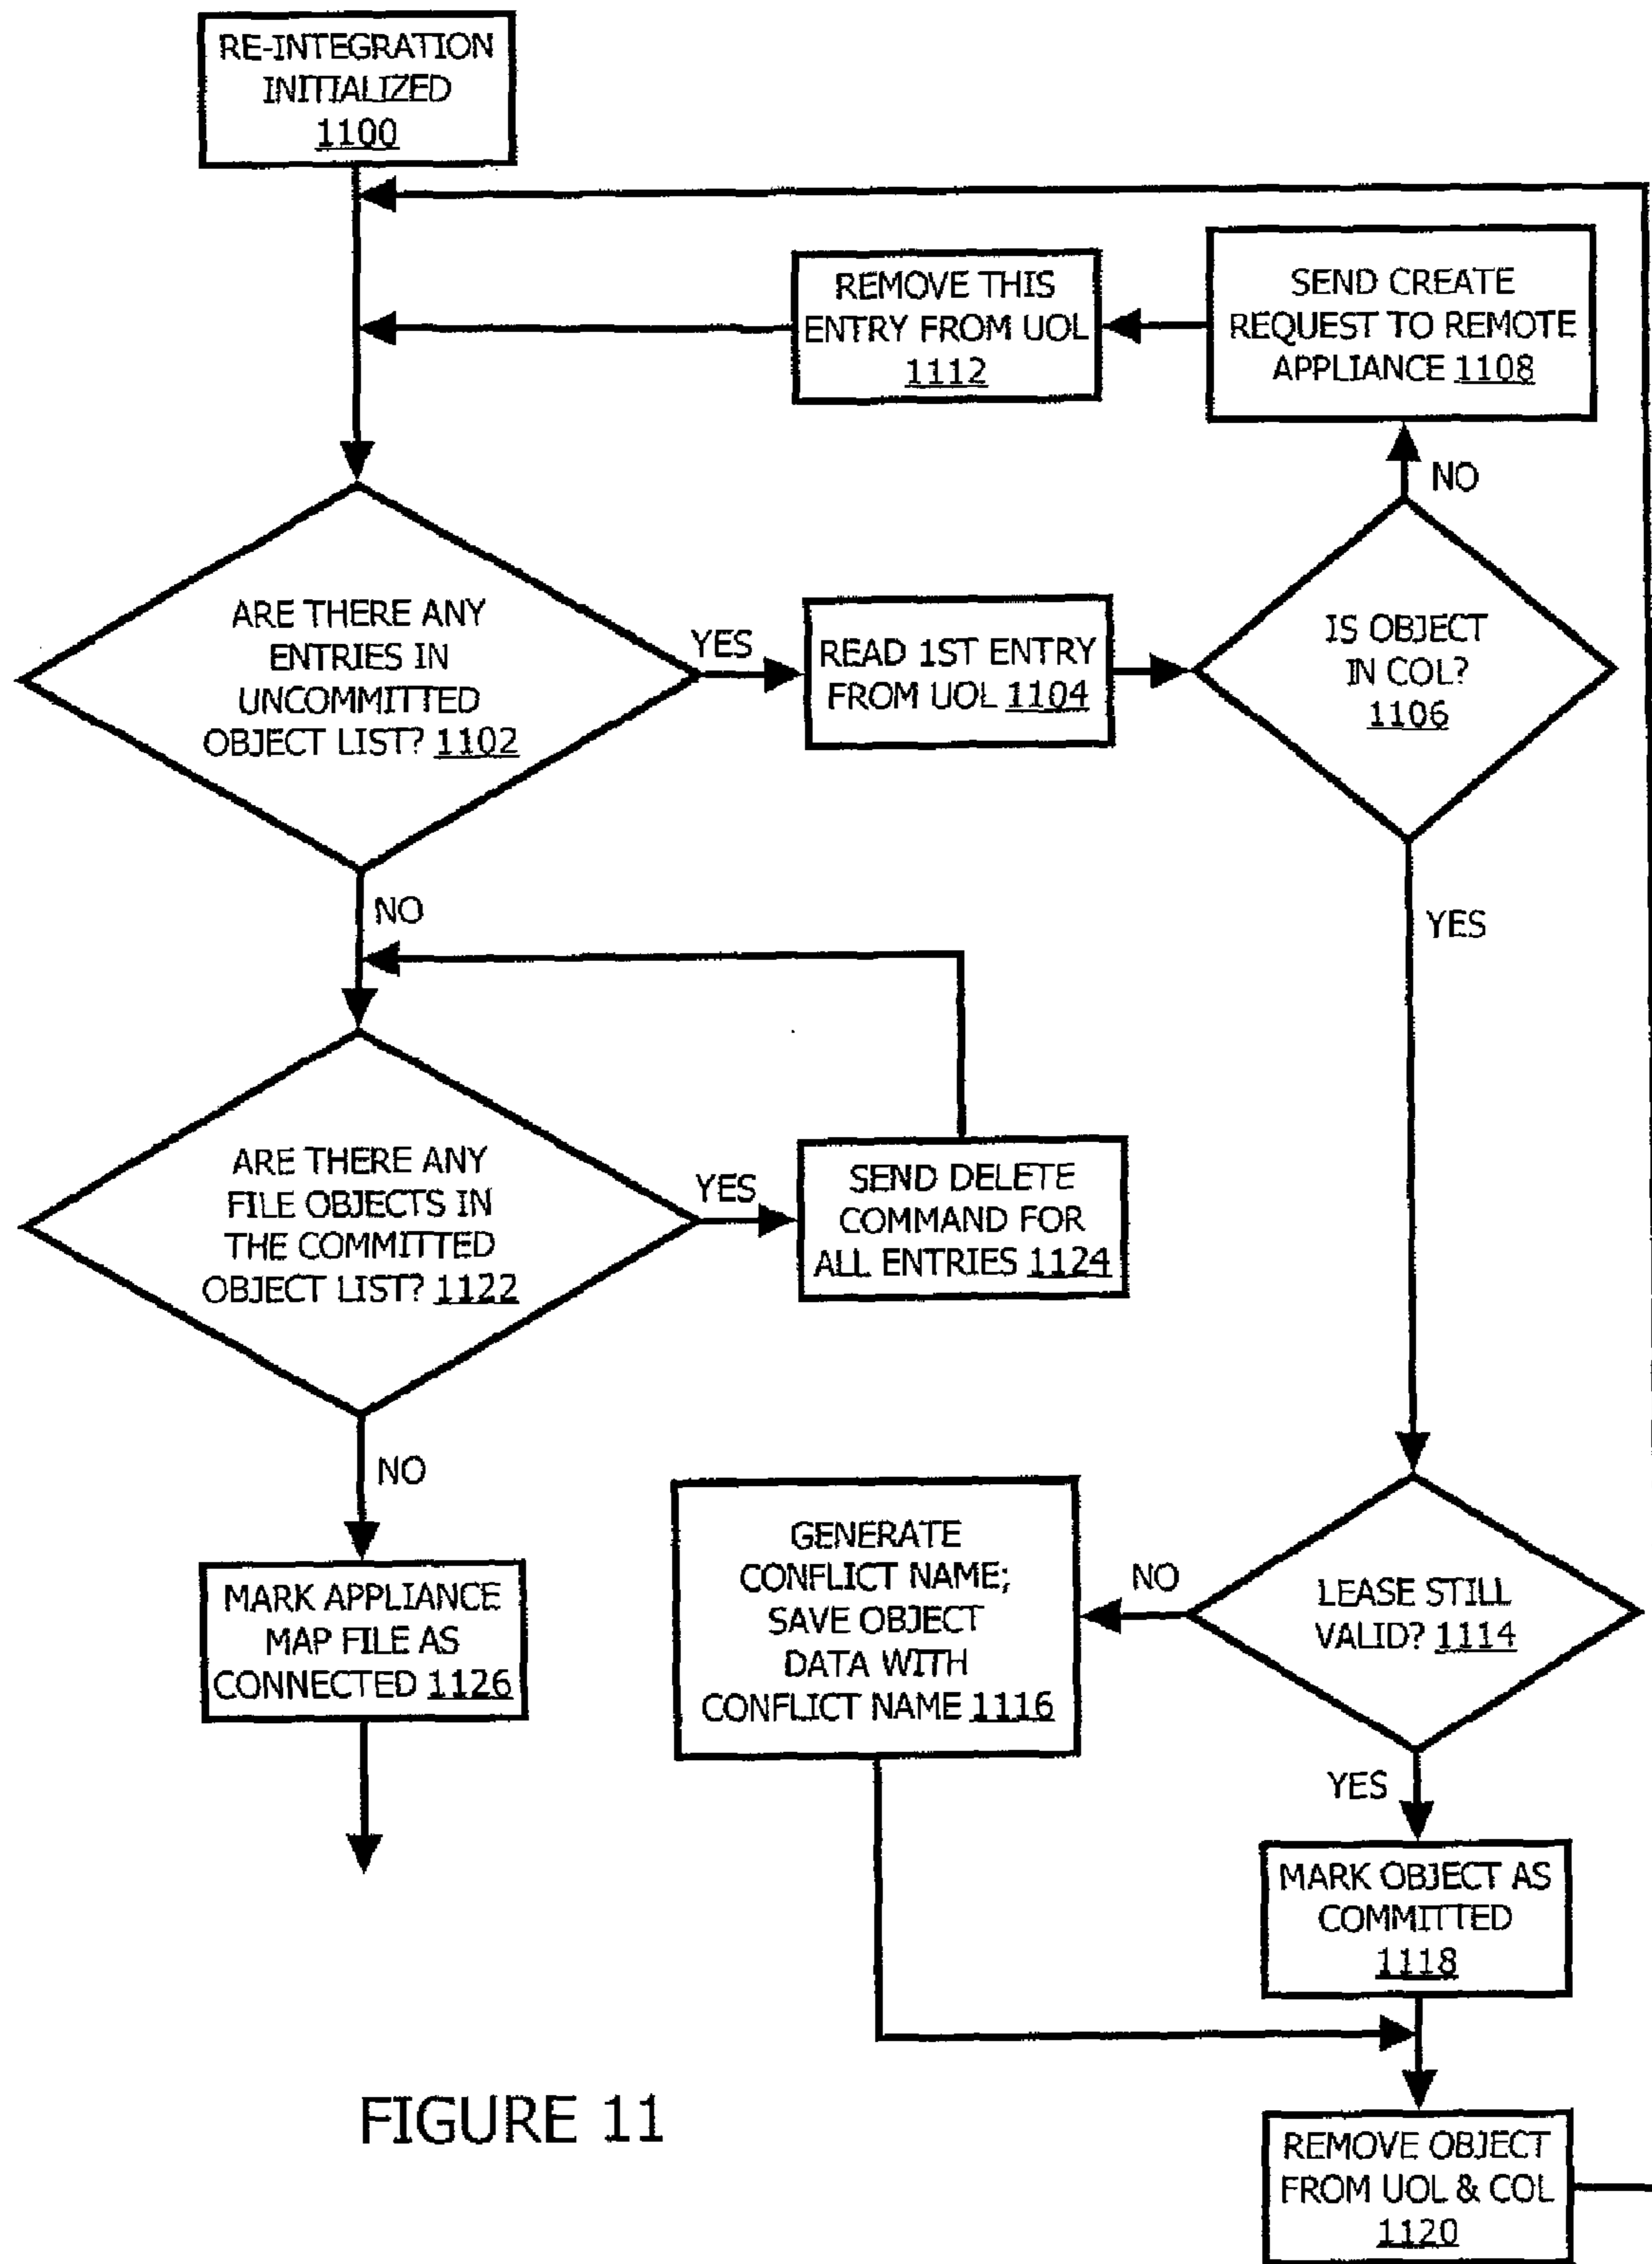 RE-INTEGRATION
INITIALIZED
1100
REMOVE THIS
ENTRY FROM UOL
1112
SEND CREATE
REQUEST TO REMOTE
APPLIANCE 1108
NO
ARE THERE ANY
ENTRIES IN
UNCOMMITTED
OBJECT LIST? 1102
YES
READ 1ST ENTRY
FROM UOL 1104
IS OBJECT
IN COL?
1106
NO
YES
ARE THERE ANY
FILE OBJECTS IN
THE COMMITTED
OBJECT LIST? 1122
YES
SEND DELETE
COMMAND FOR
ALL ENTRIES 1124
NO
MARK APPLIANCE
MAP FILE AS
CONNECTED 1126
GENERATE
CONFLICT NAME;
SAVE OBJECT
DATA WITH
CONFLICT NAME 1116
NO
LEASE STILL
VALID? 1114
YES
MARK OBJECT AS
COMMITTED
1118
REMOVE OBJECT
FROM UOL & COL
1120
FIGURE 11